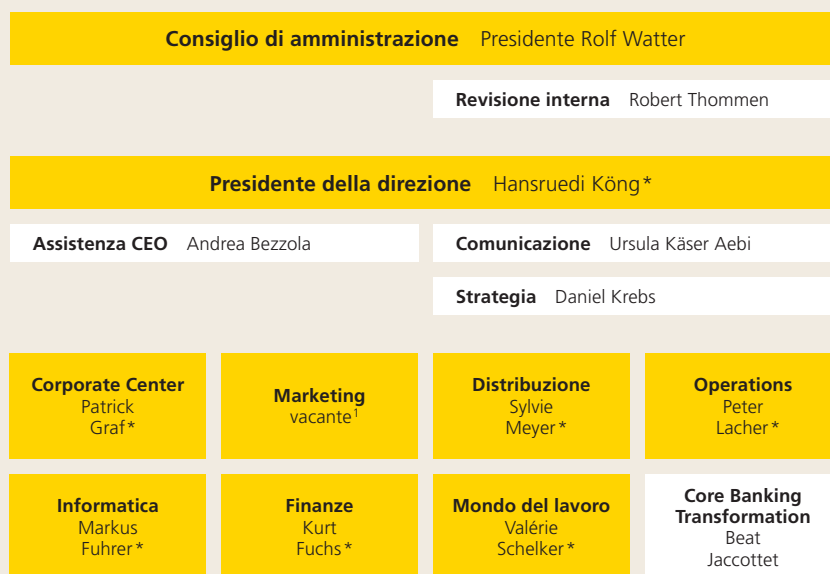 Consiglio di amministrazione Presidente Rolf Watter
Revisione interna Robert Thommen
Presidente della direzione Hansruedi Köng*
Assistenza CEO Andrea Bezzola
Comunicazione Ursula Käser Aebi
Strategia Daniel Krebs
Corporate Center
Patrick
Graf*
Marketing
vacante¹
Distribuzione
Sylvie
Meyer*
Operations
Peter
Lacher*
Informatica
Markus
Fuhrer*
Finanze
Kurt
Fuchs*
Mondo del lavoro
Valérie
Schelker*
Core Banking
Transformation
Beat
Jaccottet